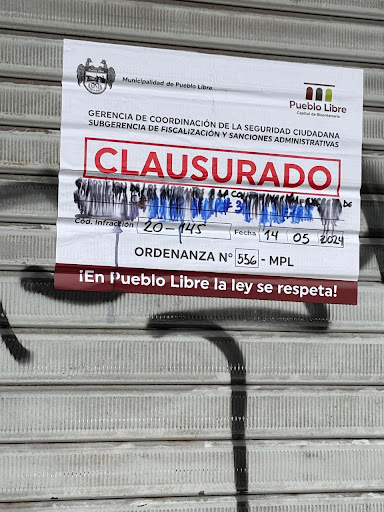 Municipalidad de Pueblo Libre
Pueblo Libre
Capital de Bicentenario
GERENCIA DE COORDINACIÓN DE LA SEGURIDAD CIUDADANA
SUBGERENCIA DE FISCALIZACIÓN Y SANCIONES ADMINISTRATIVAS
CLAUSURADO
Cód. Infracción 20-145 Fecha 14 05 2024
ORDENANZA N° 556 - MPL
¡En Pueblo Libre la ley se respeta!